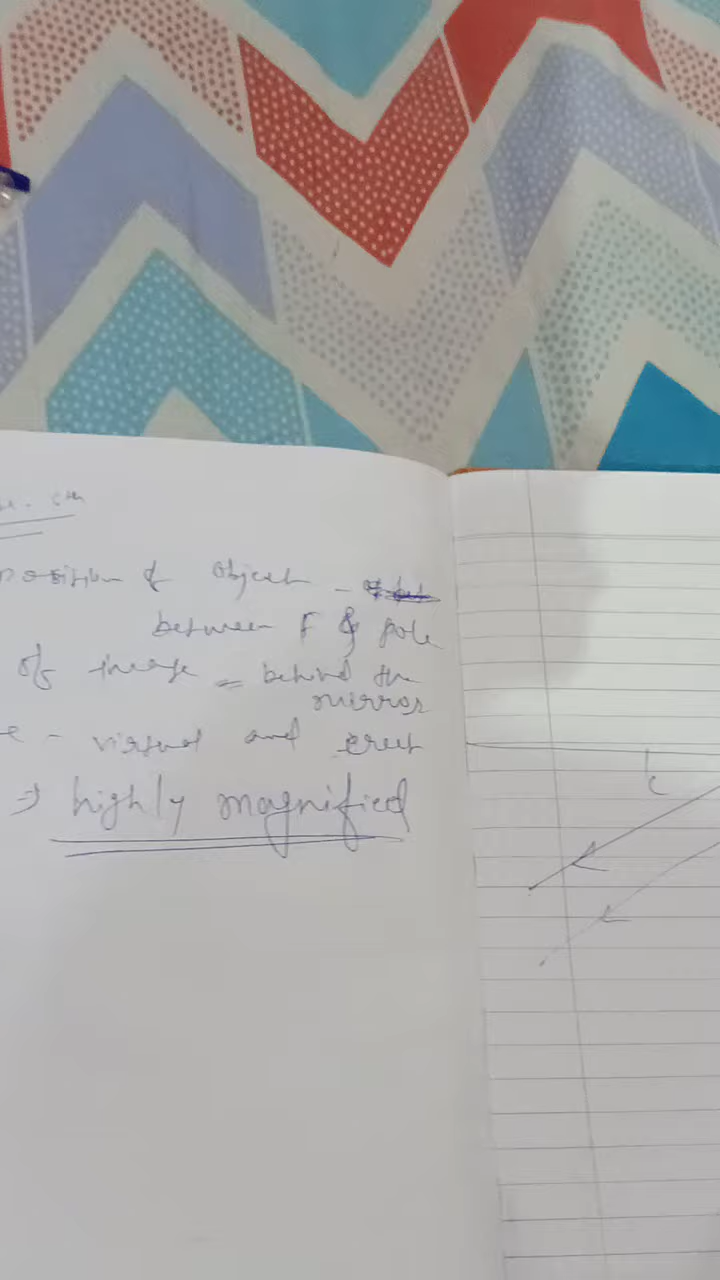 position of object -
between F & pole
of image = behind the
mirror
e - virtual and erect
⇒ highly magnified
C